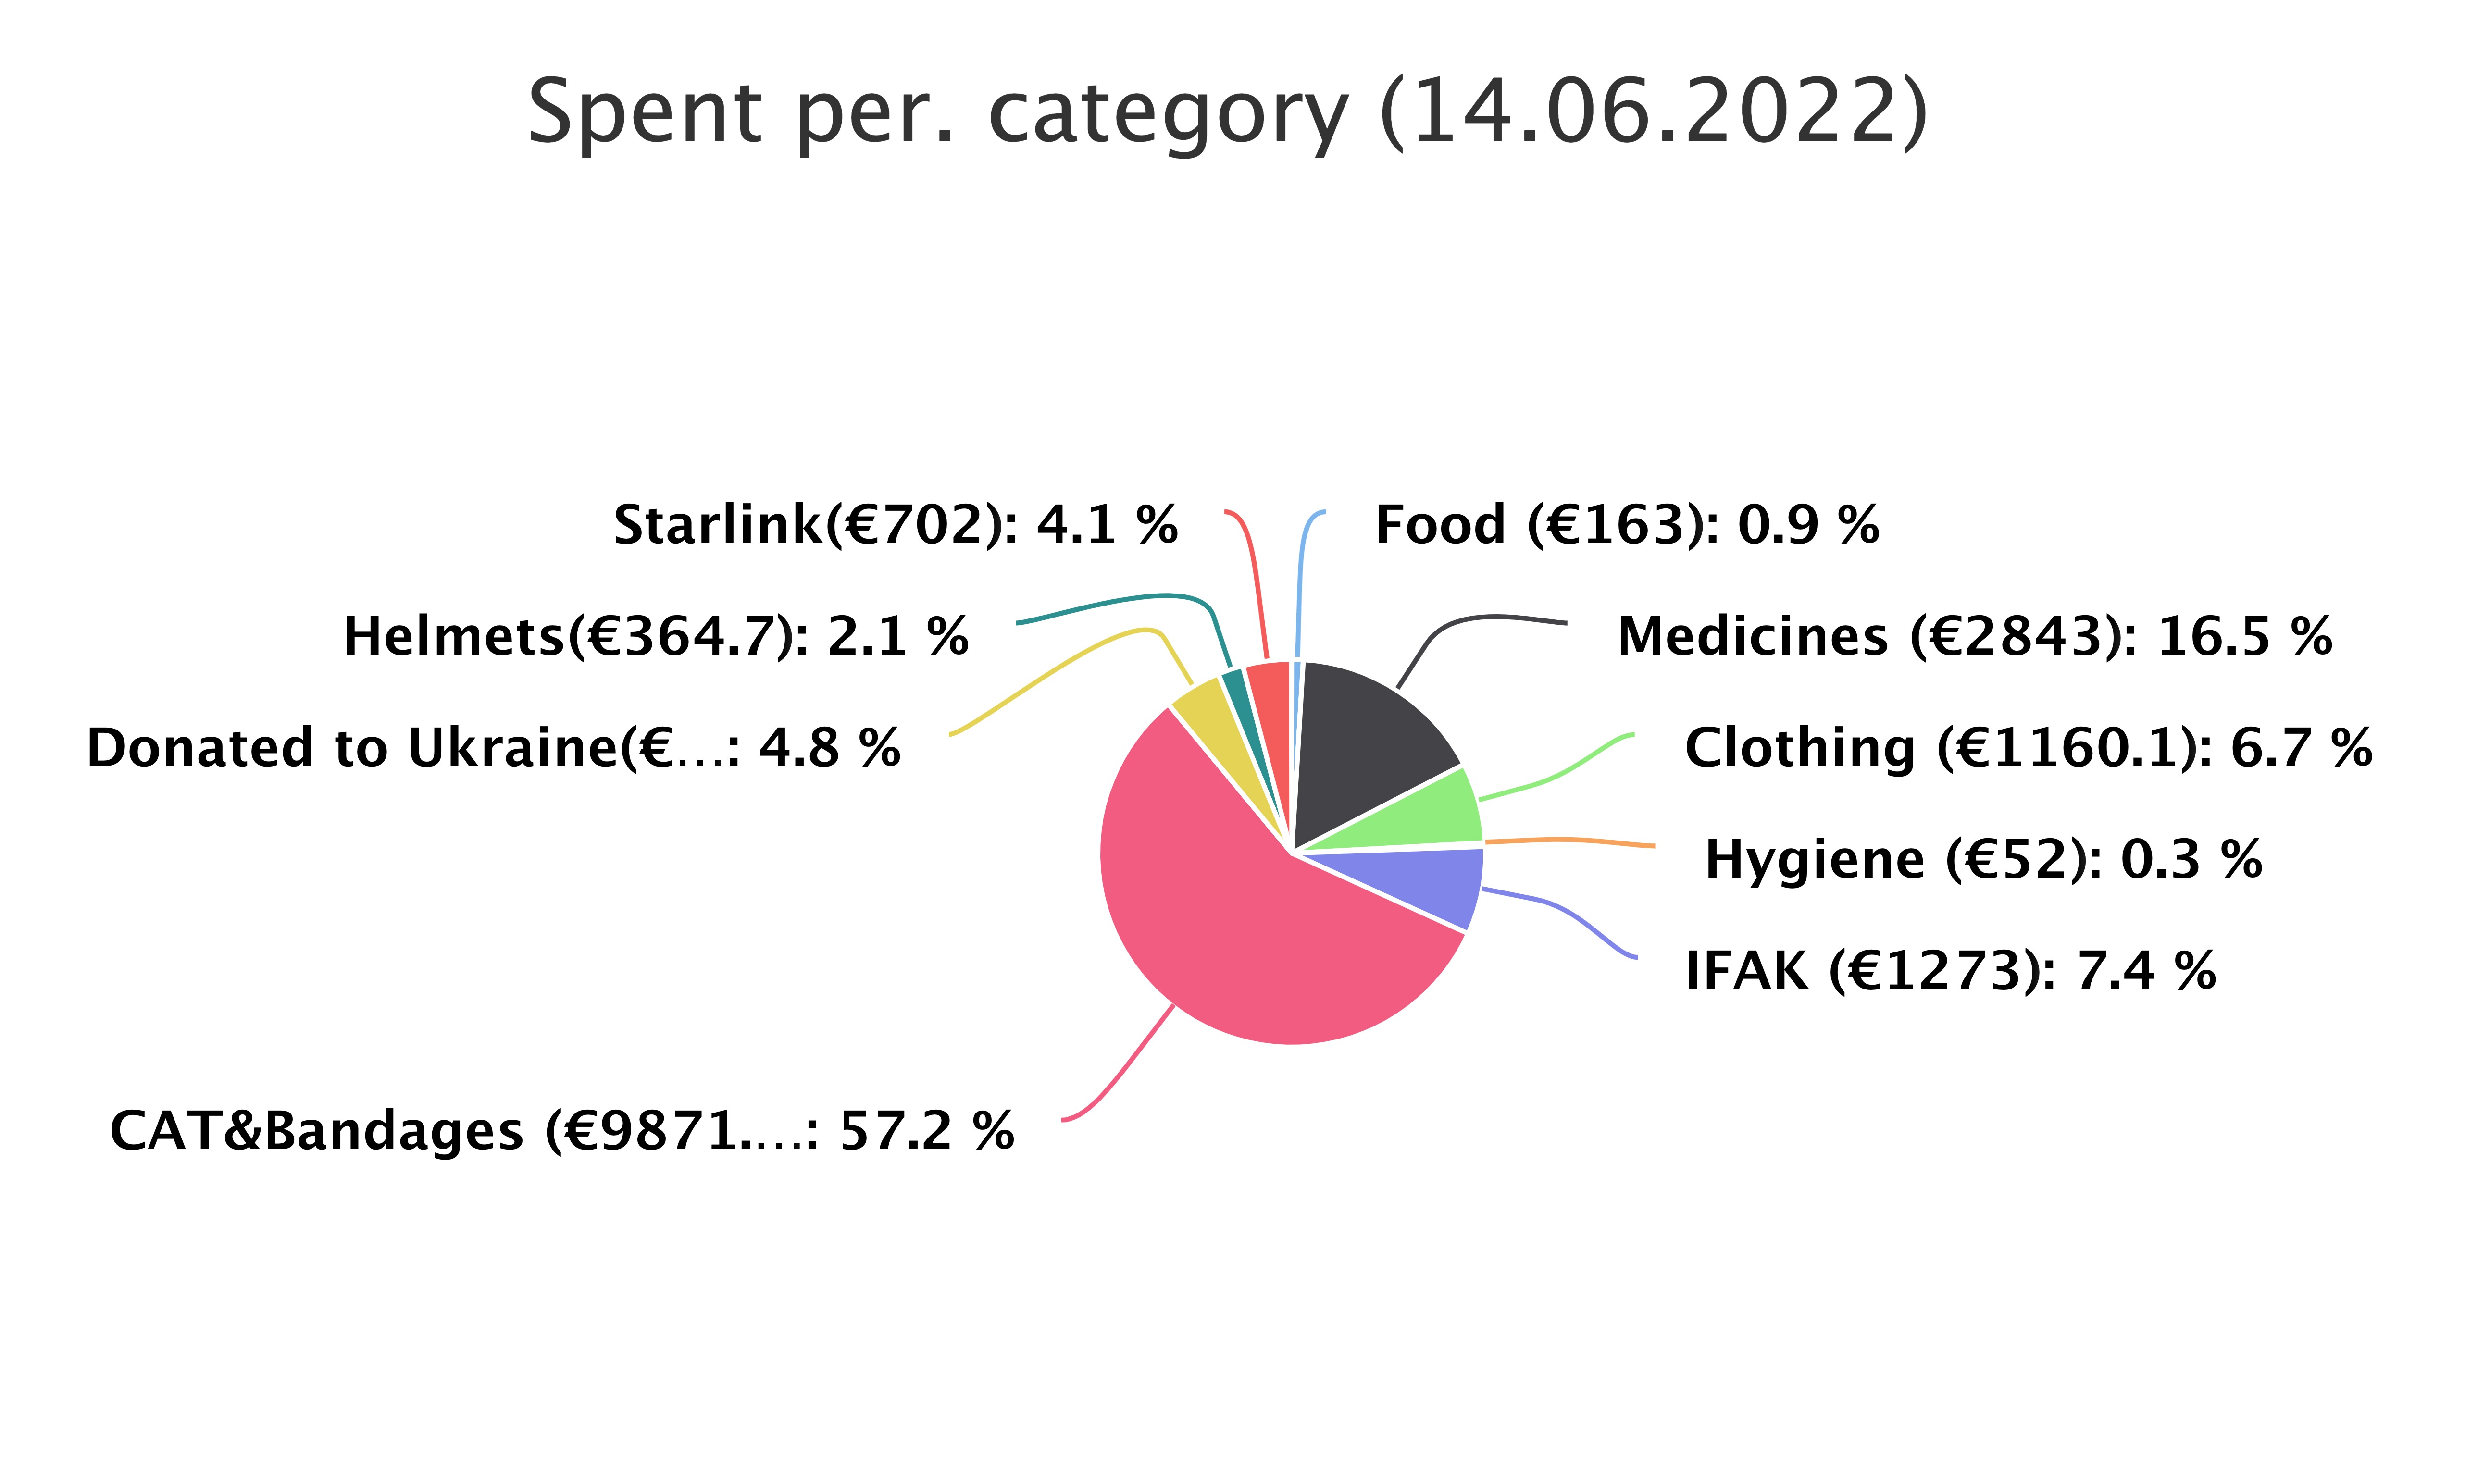 Spent per. category (14.06.2022)
Starlink(€702): 4.1 %
Food (€163): 0.9 %
Helmets(€364.7): 2.1 %
Medicines (€2843): 16.5 %
Donated to Ukraine(€…: 4.8 %
Clothing (€1160.1): 6.7 %
Hygiene (€52): 0.3 %
IFAK (€1273): 7.4 %
CAT&Bandages (€9871.…: 57.2 %